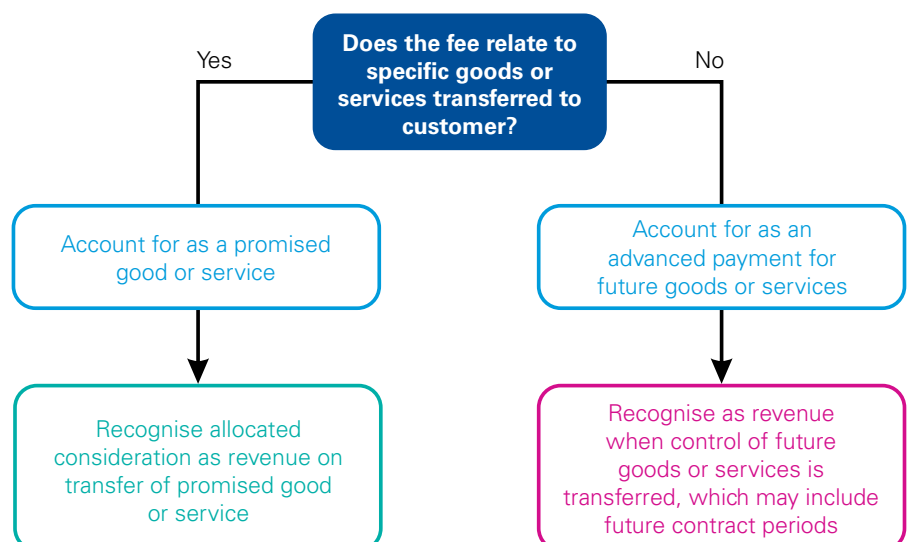 Does the fee relate to
specific goods or
services transferred to
customer?
Yes
No
Account for as a promised
good or service
Account for as an
advanced payment for
future goods or services
Recognise allocated
consideration as revenue on
transfer of promised good
or service
Recognise as revenue
when control of future
goods or services is
transferred, which may include
future contract periods